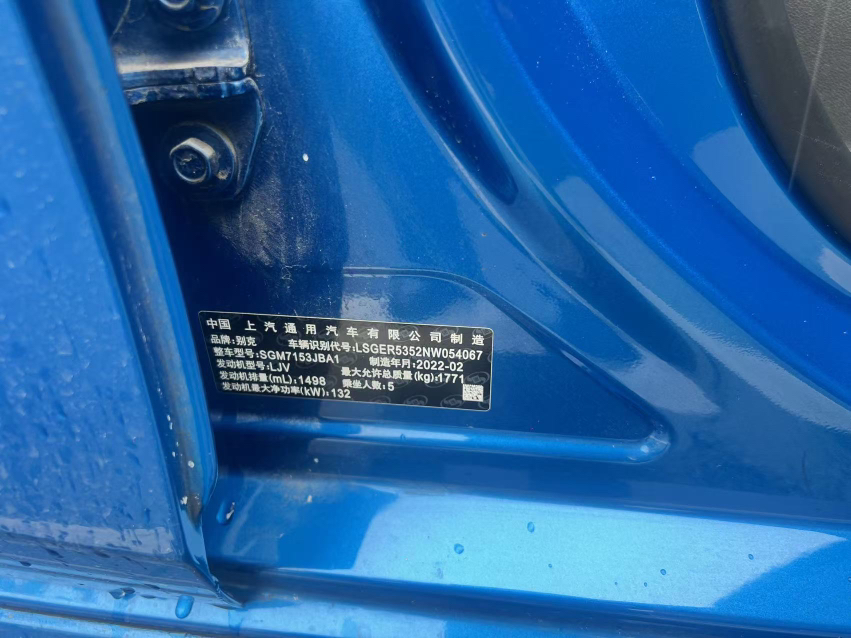 中国 上汽通用汽车有限公司制造
品牌:别克 车辆识别代号:LSGER5352NW054067
整车型号:SGM7153JBA1 制造年月:2022-02
发动机型号:LJV 最大允许总质量(kg):1771
发动机排量(mL):1498 乘坐人数:5
发动机最大净功率(kW):132